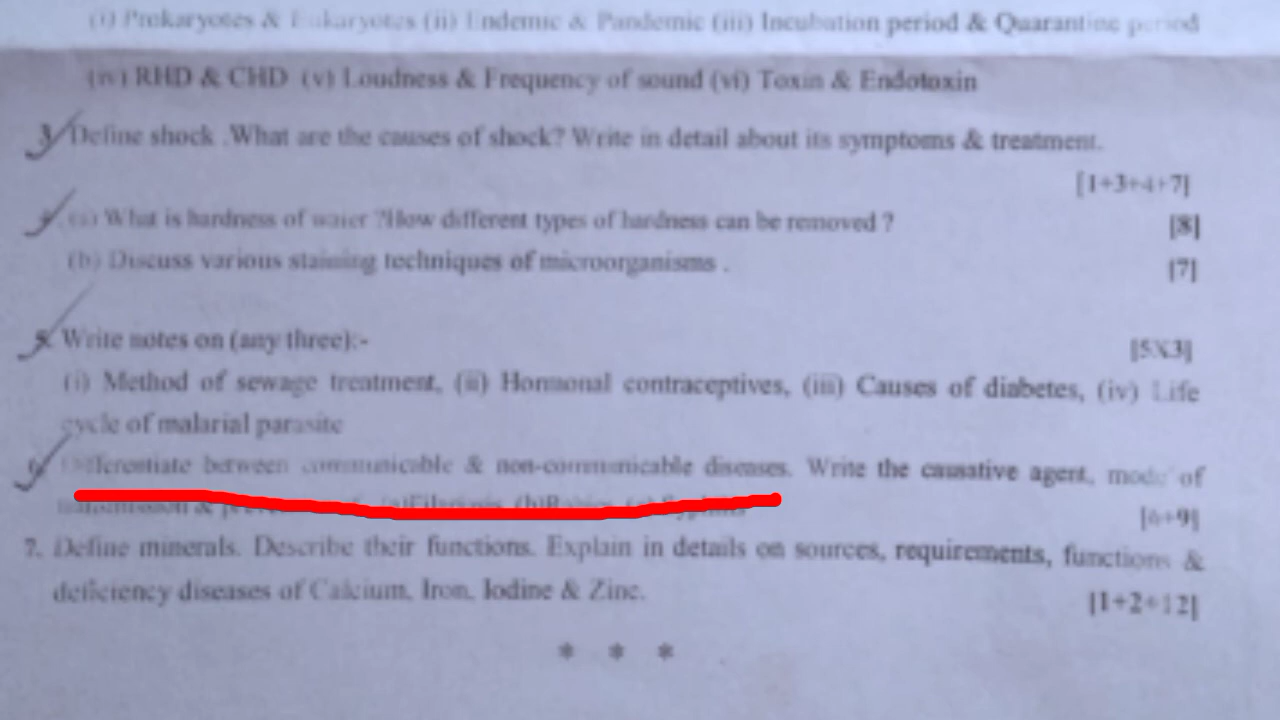 (i) Prokaryotes & Eukaryotes (ii) Endemic & Pandemic (iii) Incubation period & Quarantine period
(iv) RHD & CHD (v) Loudness & Frequency of sound (vi) Toxin & Endotoxin
3. Define shock .What are the causes of shock? Write in detail about its symptoms & treatment.
[1+3+4+7]
(a) What is hardness of water ?How different types of hardness can be removed ?
[8]
(b) Discuss various staining techniques of microorganisms .
[7]
5. Write notes on (any three):-
[5X3]
(i) Method of sewage treatment, (ii) Hormonal contraceptives, (iii) Causes of diabetes, (iv) Life
cycle of malarial parasite
6. Differentiate between communicable & non-communicable diseases. Write the causative agent, mode of
(a)Filariasis, (b)Rabies, (c) Syphilis
[6+9]
7. Define minerals. Describe their functions. Explain in details on sources, requirements, functions &
deficiency diseases of Calcium, Iron, Iodine & Zinc.
[1+2+12]
* * *